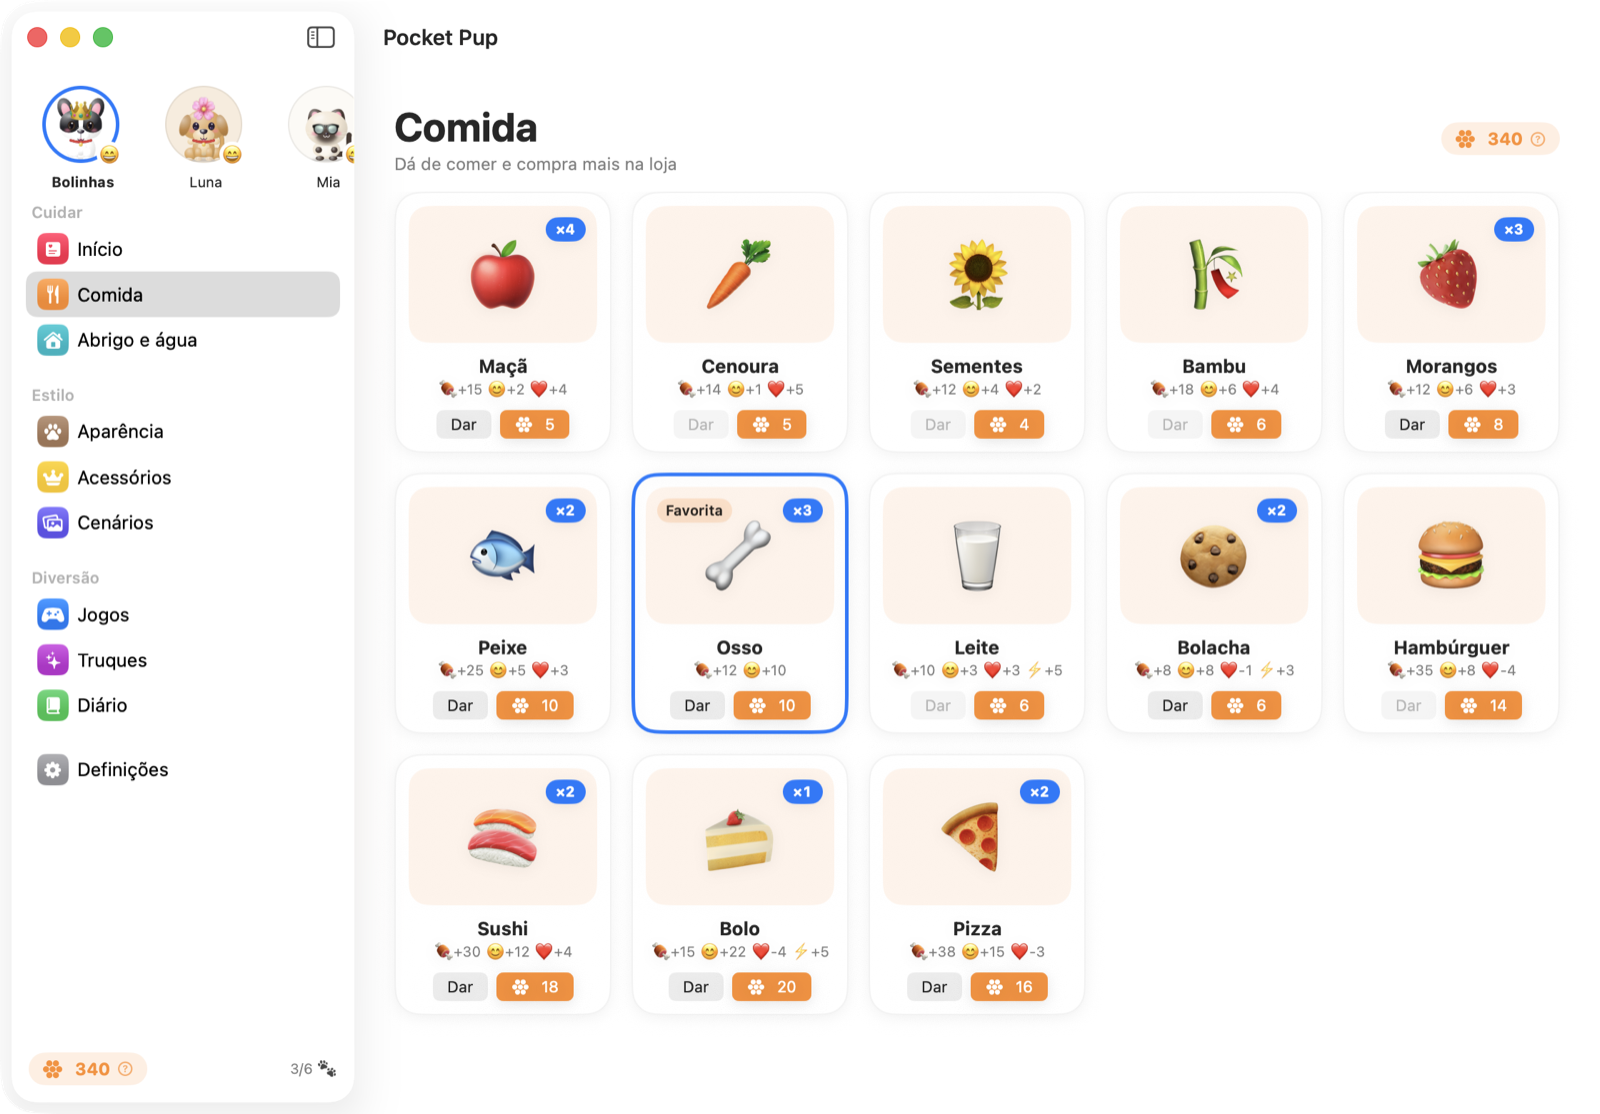 Pocket Pup
Bolinhas
Luna
Mia
Cuidar
Início
Comida
Abrigo e água
Estilo
Aparência
Acessórios
Cenários
Diversão
Jogos
Truques
Diário
Definições
340
3/6
Comida
Dá de comer e compra mais na loja
340
×4
Maçã
+15 +2 +4
Dar 5
Cenoura
+14 +1 +5
Dar 5
Sementes
+12 +4 +2
Dar 4
Bambu
+18 +6 +4
Dar 6
×3
Morangos
+12 +6 +3
Dar 8
×2
Peixe
+25 +5 +3
Dar 10
Favorita ×3
Osso
+12 +10
Dar 10
Leite
+10 +3 +3 +5
Dar 6
×2
Bolacha
+8 +8 -1 +3
Dar 6
Hambúrguer
+35 +8 -4
Dar 14
×2
Sushi
+30 +12 +4
Dar 18
×1
Bolo
+15 +22 -4 +5
Dar 20
×2
Pizza
+38 +15 -3
Dar 16